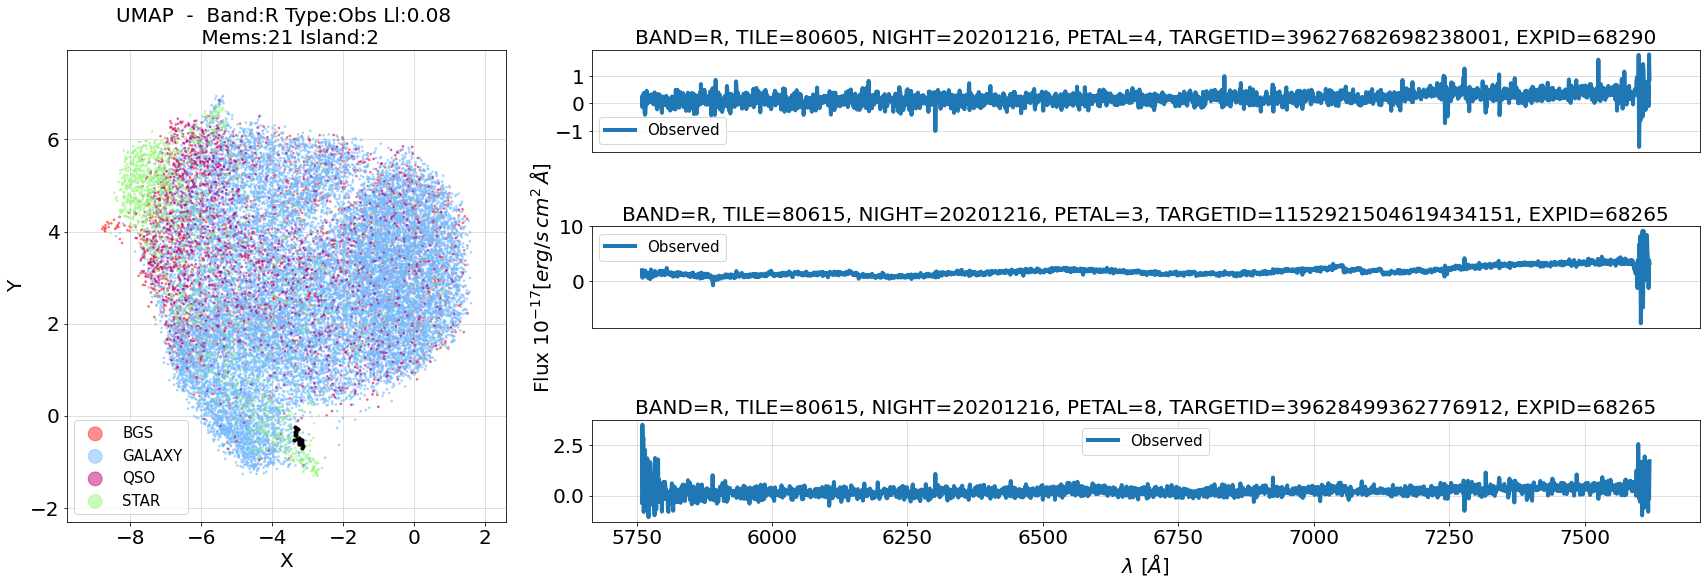 UMAP  -  Band:R Type:Obs Ll:0.08
Mems:21 Island:2
Y
6
4
2
0
−2
−8
−6
−4
−2
0
2
X
BGS
GALAXY
QSO
STAR
Flux 10^{-17}[erg/s cm^2 Å]
BAND=R, TILE=80605, NIGHT=20201216, PETAL=4, TARGETID=39627682698238001, EXPID=68290
1
0
−1
Observed
BAND=R, TILE=80615, NIGHT=20201216, PETAL=3, TARGETID=1152921504619434151, EXPID=68265
10
0
Observed
BAND=R, TILE=80615, NIGHT=20201216, PETAL=8, TARGETID=39628499362776912, EXPID=68265
2.5
0.0
Observed
5750
6000
6250
6500
6750
7000
7250
7500
λ [Å]